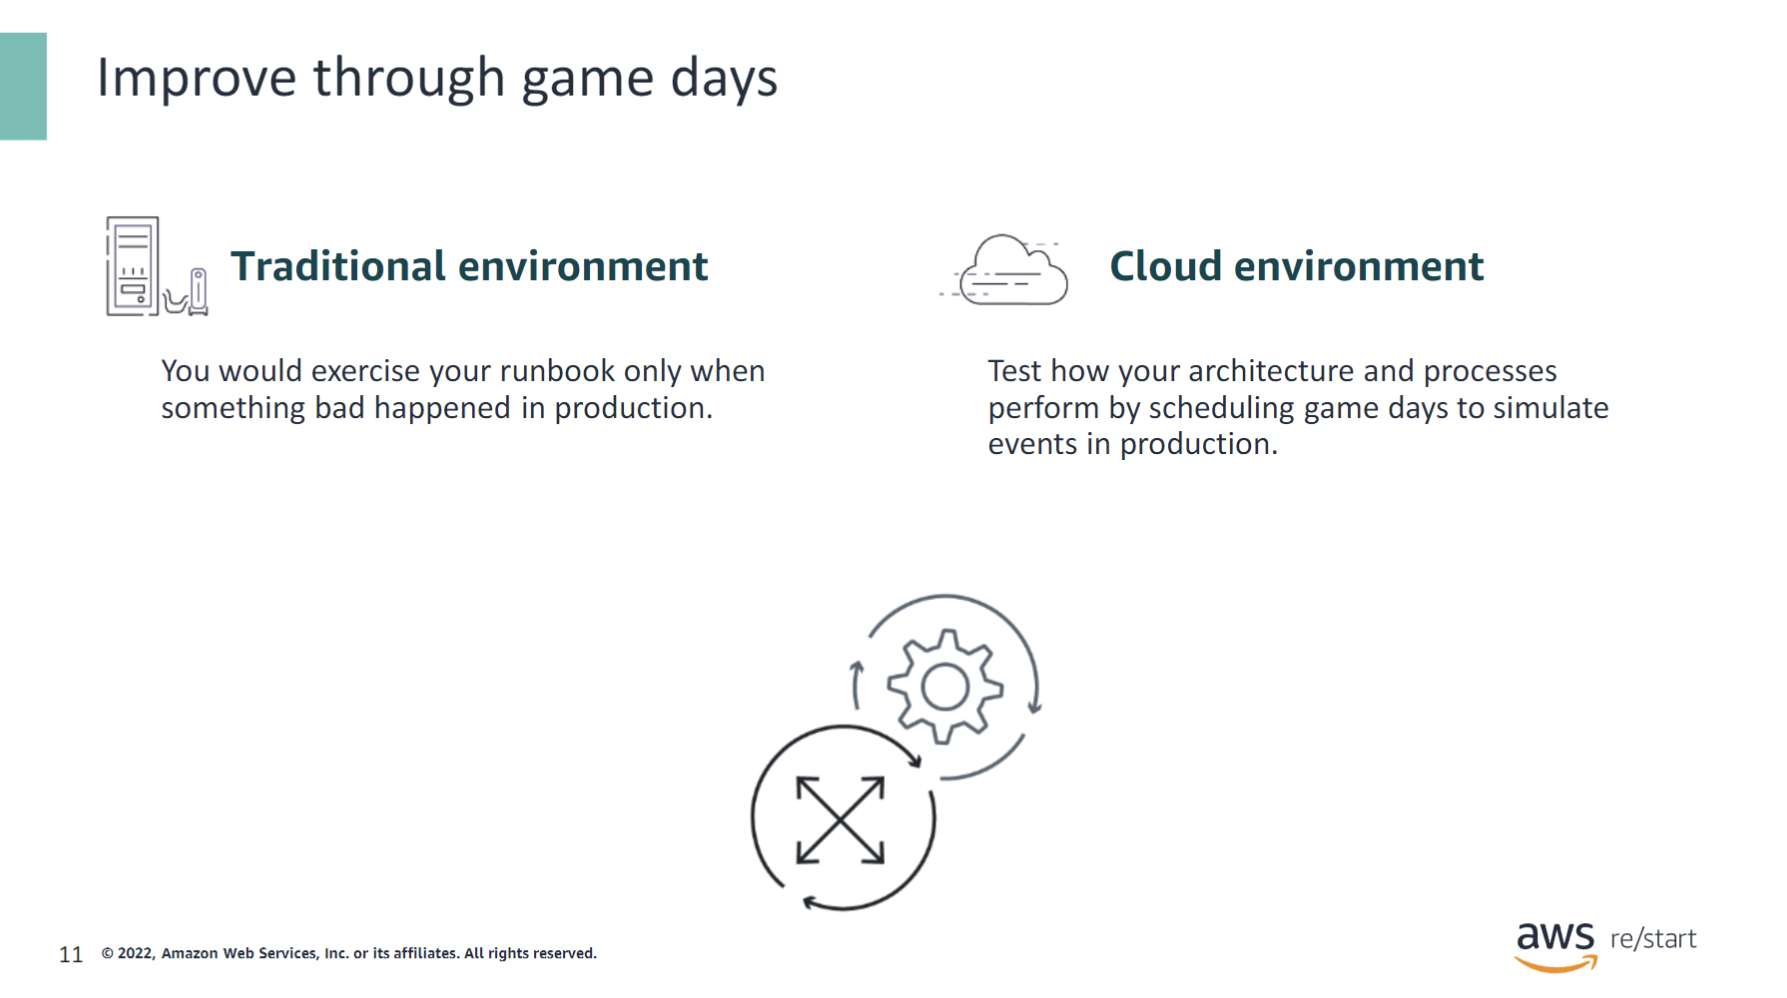 Improve through game days
Traditional environment
You would exercise your runbook only when
something bad happened in production.
Cloud environment
Test how your architecture and processes
perform by scheduling game days to simulate
events in production.
11 © 2022, Amazon Web Services, Inc. or its affiliates. All rights reserved.
aws re/start